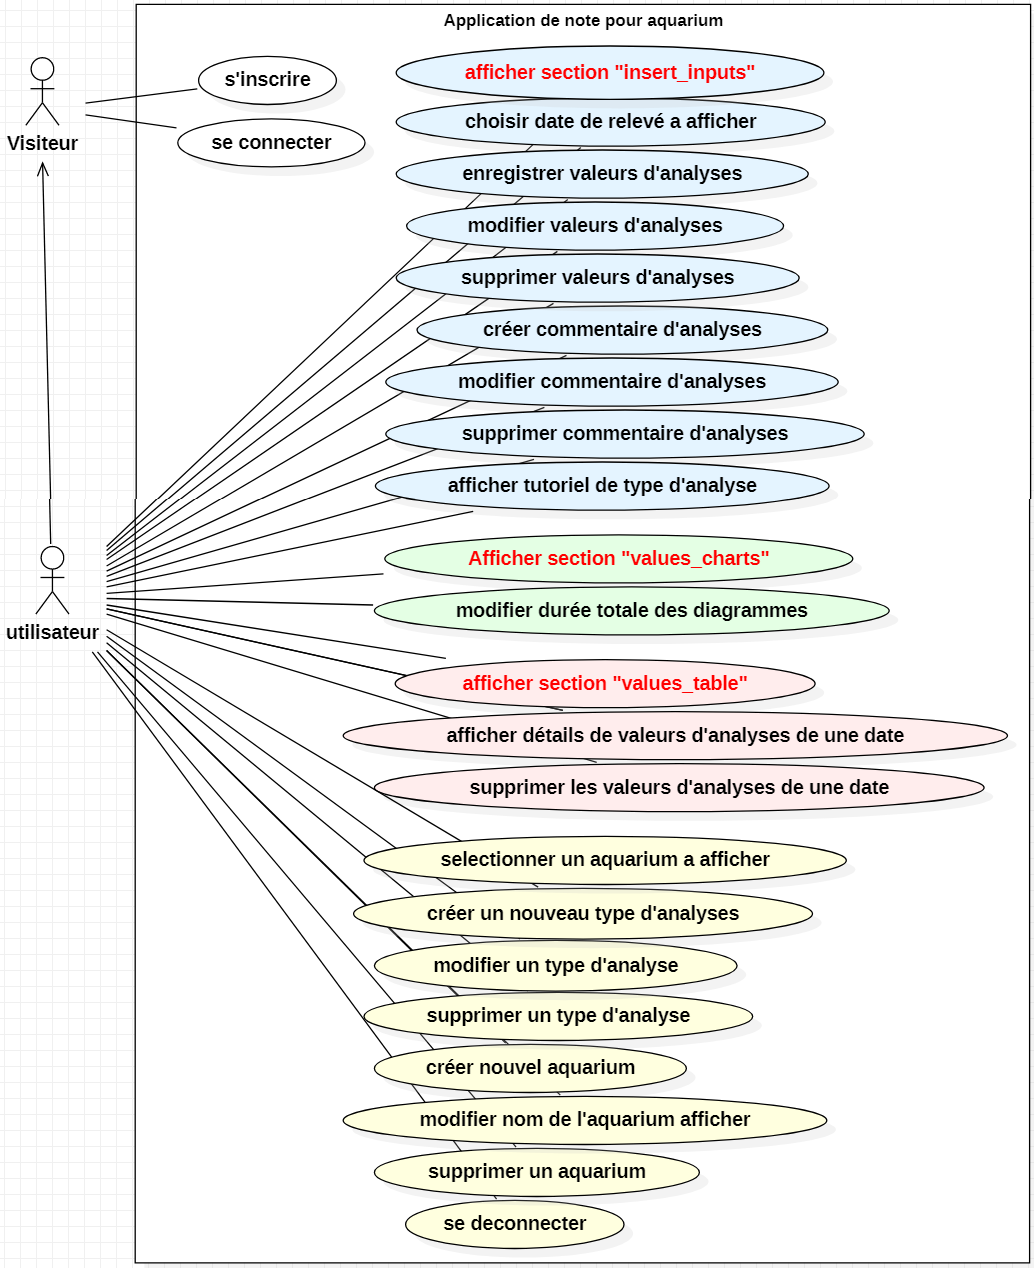 Application de note pour aquarium
s'inscrire
se connecter
Visiteur
afficher section "insert_inputs"
choisir date de relevé a afficher
enregistrer valeurs d'analyses
modifier valeurs d'analyses
supprimer valeurs d'analyses
créer commentaire d'analyses
modifier commentaire d'analyses
supprimer commentaire d'analyses
afficher tutoriel de type d'analyse
Afficher section "values_charts"
modifier durée totale des diagrammes
utilisateur
afficher section "values_table"
afficher détails de valeurs d'analyses de une date
supprimer les valeurs d'analyses de une date
selectionner un aquarium a afficher
créer un nouveau type d'analyses
modifier un type d'analyse
supprimer un type d'analyse
créer nouvel aquarium
modifier nom de l'aquarium afficher
supprimer un aquarium
se deconnecter